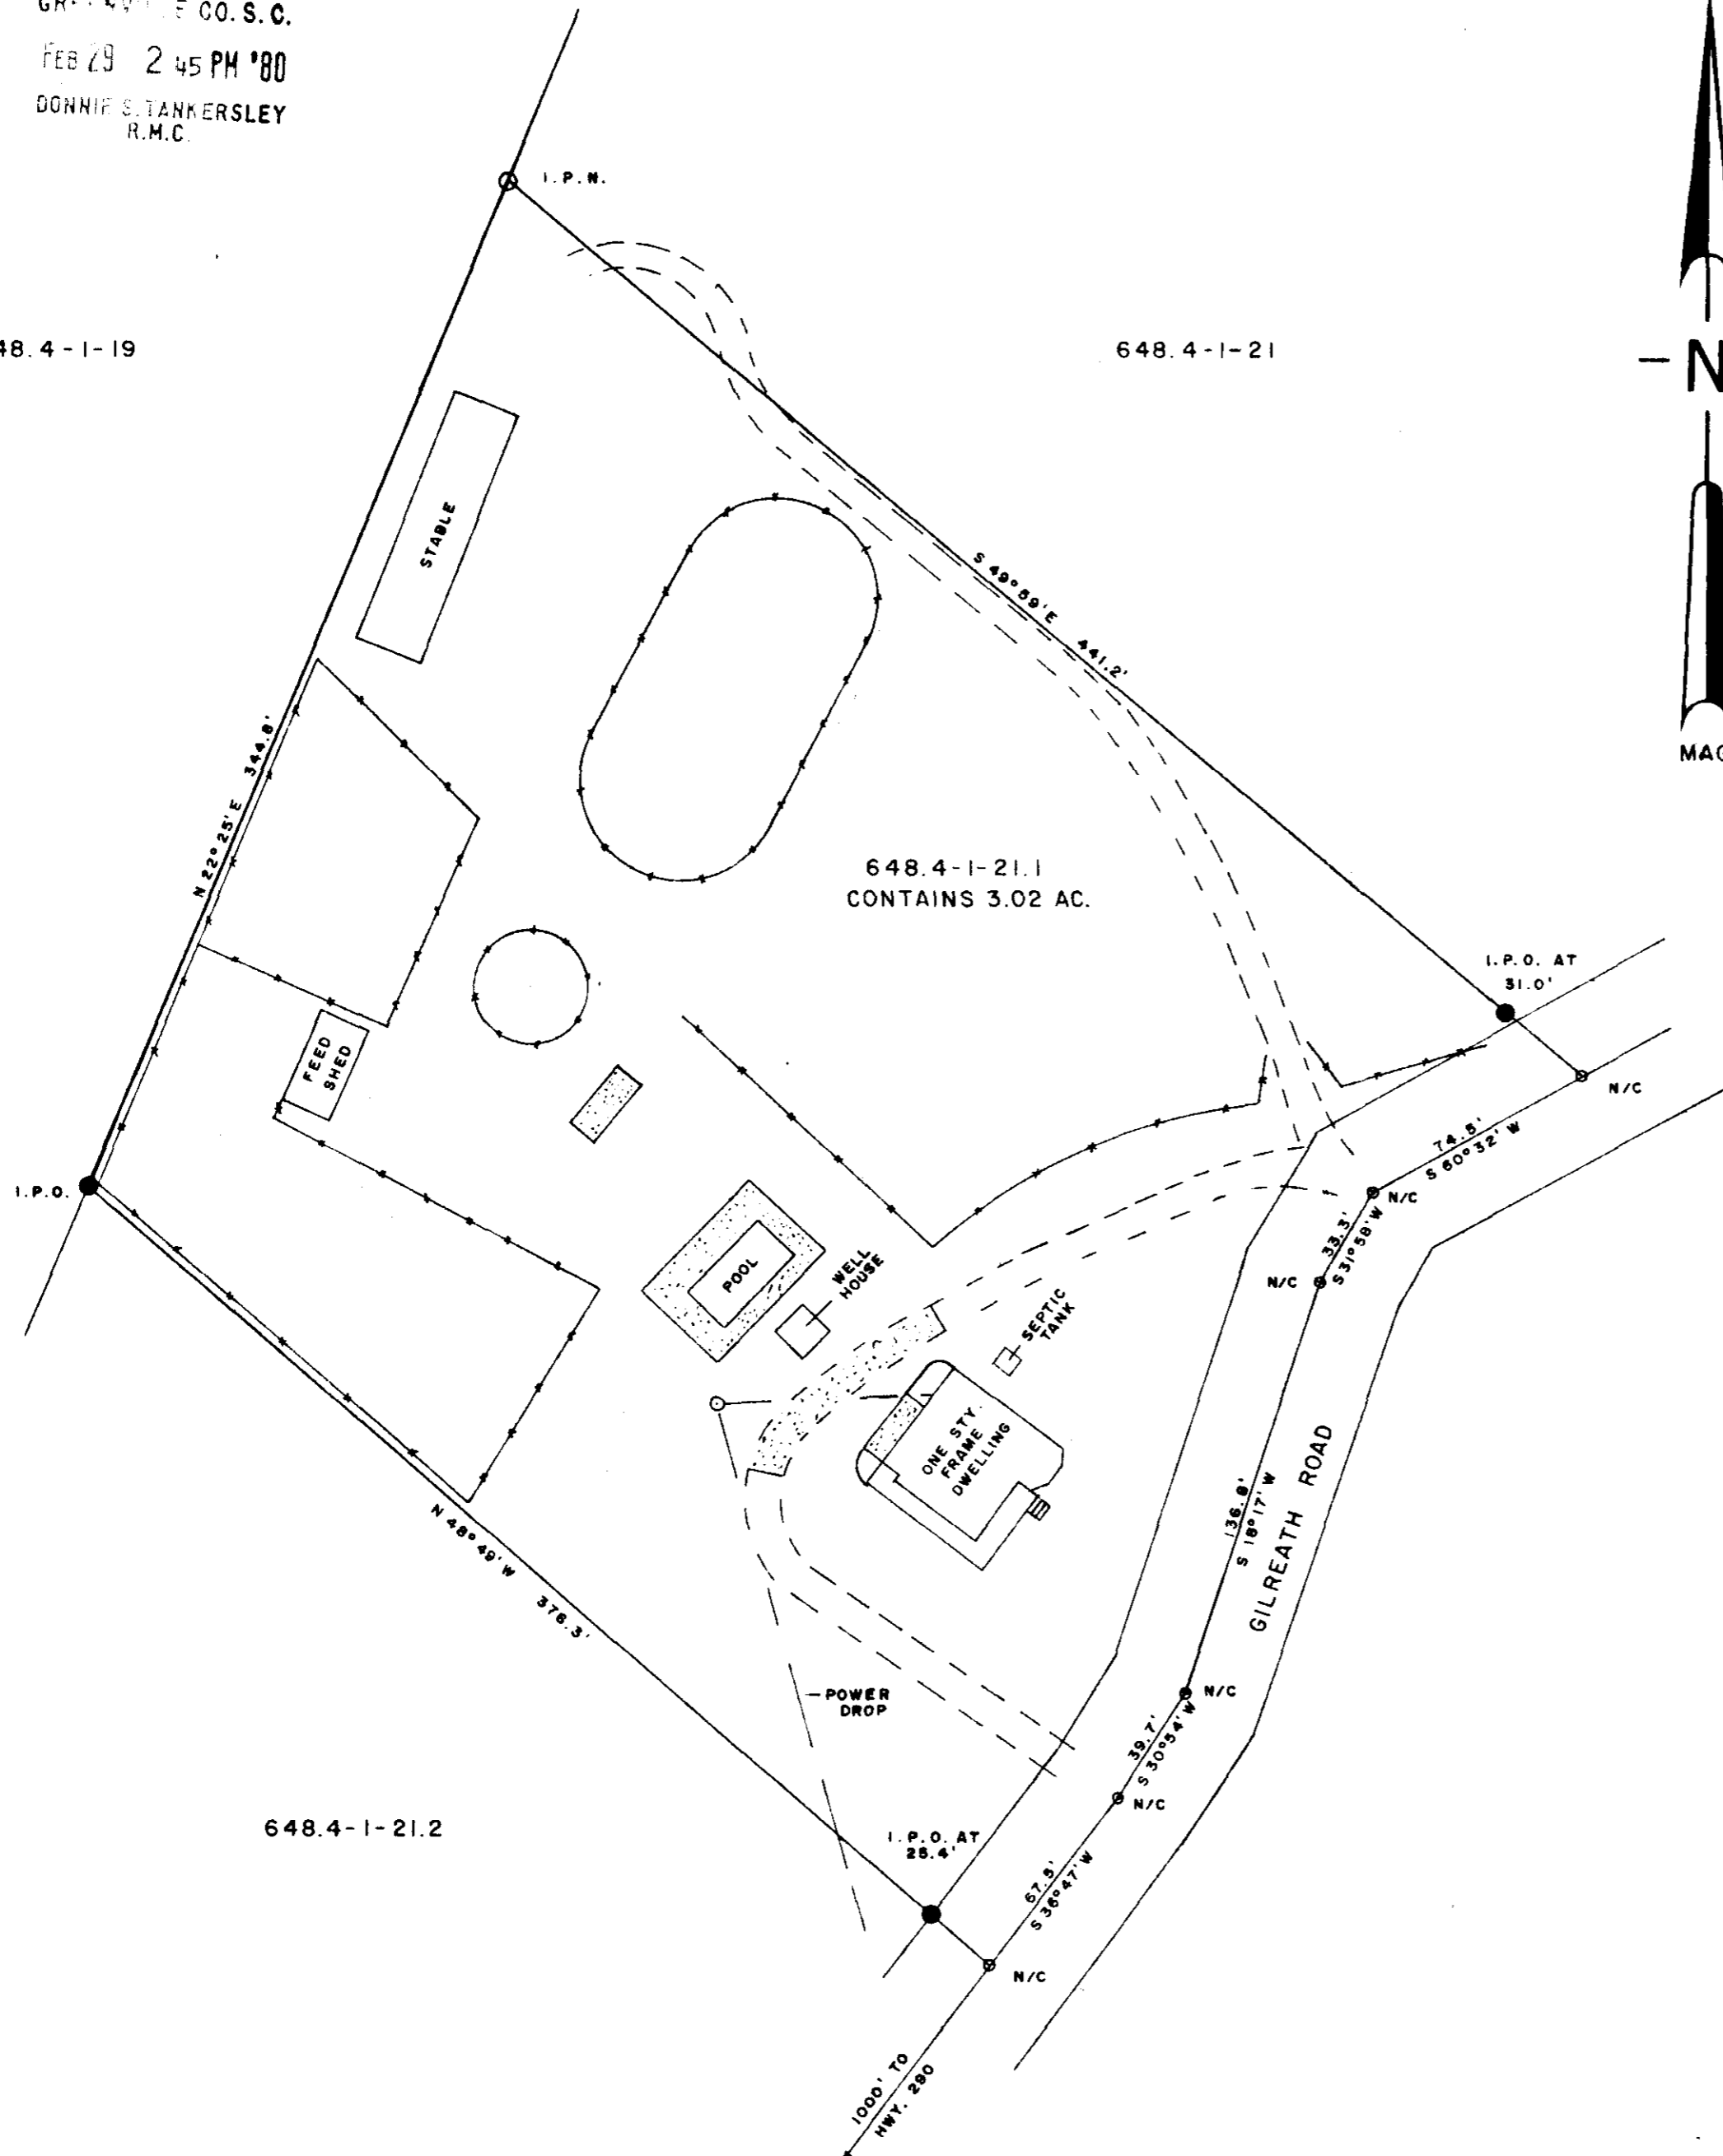 CO. S. C.
FEB 29 2 45 PM '80
DONNIE S. TANKERSLEY
R.M.C.
I.P.N.
48.4-1-19
648.4-1-21
-N
MAG
STABLE
S 49° 59' E 441.2'
N 22° 25' E 344.8'
648.4-1-21.1
CONTAINS 3.02 AC.
I.P.O. AT
31.0'
N/C
FEED
SHED
74.5'
S 60° 32' W
I.P.O.
N/C
33.3'
S 31° 58' W
N/C
POOL
WELL
HOUSE
SEPTIC
TANK
ONE STY.
FRAME
DWELLING
136.8'
S 18° 17' W
GILREATH ROAD
N 48° 49' W 376.3'
POWER
DROP
N/C
39.7'
S 30° 54' W
N/C
648.4-1-21.2
I.P.O. AT
25.4'
67.5'
S 36° 47' W
N/C
1000' TO
HWY. 290